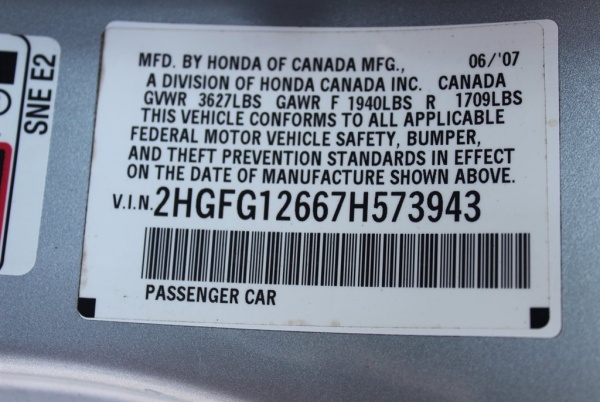 SNE E2
MFD. BY HONDA OF CANADA MFG., 06/'07
A DIVISION OF HONDA CANADA INC. CANADA
GVWR 3627LBS GAWR F 1940LBS R 1709LBS
THIS VEHICLE CONFORMS TO ALL APPLICABLE
FEDERAL MOTOR VEHICLE SAFETY, BUMPER,
AND THEFT PREVENTION STANDARDS IN EFFECT
ON THE DATE OF MANUFACTURE SHOWN ABOVE.
V.I.N. 2HGFG12667H573943
PASSENGER CAR